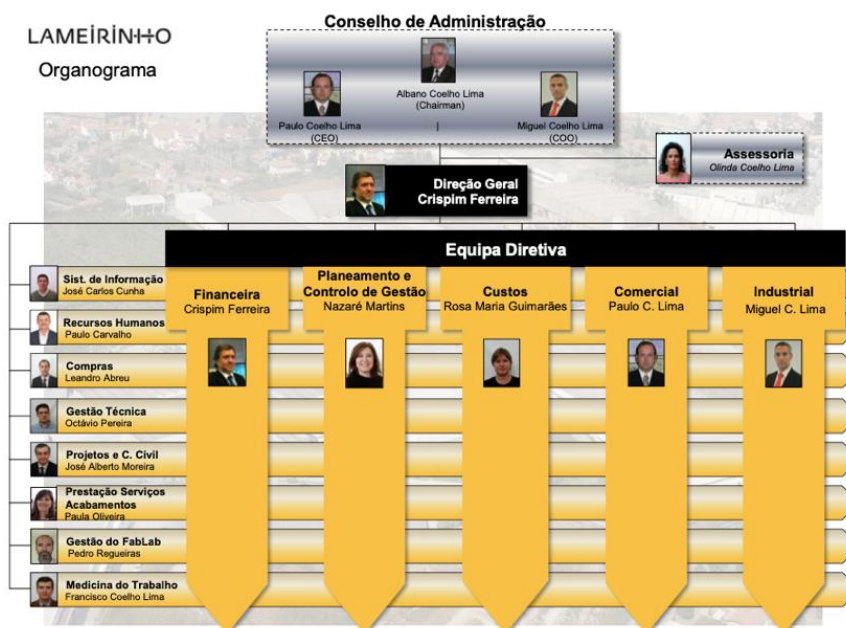 Conselho de Administração
LAMEIRINHO
Organograma
Albano Coelho Lima
(Chairman)
Paulo Coelho Lima
(CEO)
|
Miguel Coelho Lima
(COO)
Assessoria
Olinda Coelho Lima
Direção Geral
Crispim Ferreira
Equipa Diretiva
Financeira
Crispim Ferreira
Planeamento e
Controlo de Gestão
Nazaré Martins
Custos
Rosa Maria Guimarães
Comercial
Paulo C. Lima
Industrial
Miguel C. Lima
Sist. de Informação
José Carlos Cunha
Recursos Humanos
Paulo Carvalho
Compras
Leandro Abreu
Gestão Técnica
Octávio Pereira
Projetos e C. Civil
José Alberto Moreira
Prestação Serviços
Acabamentos
Paula Oliveira
Gestão do FabLab
Pedro Regueiras
Medicina do Trabalho
Francisco Coelho Lima